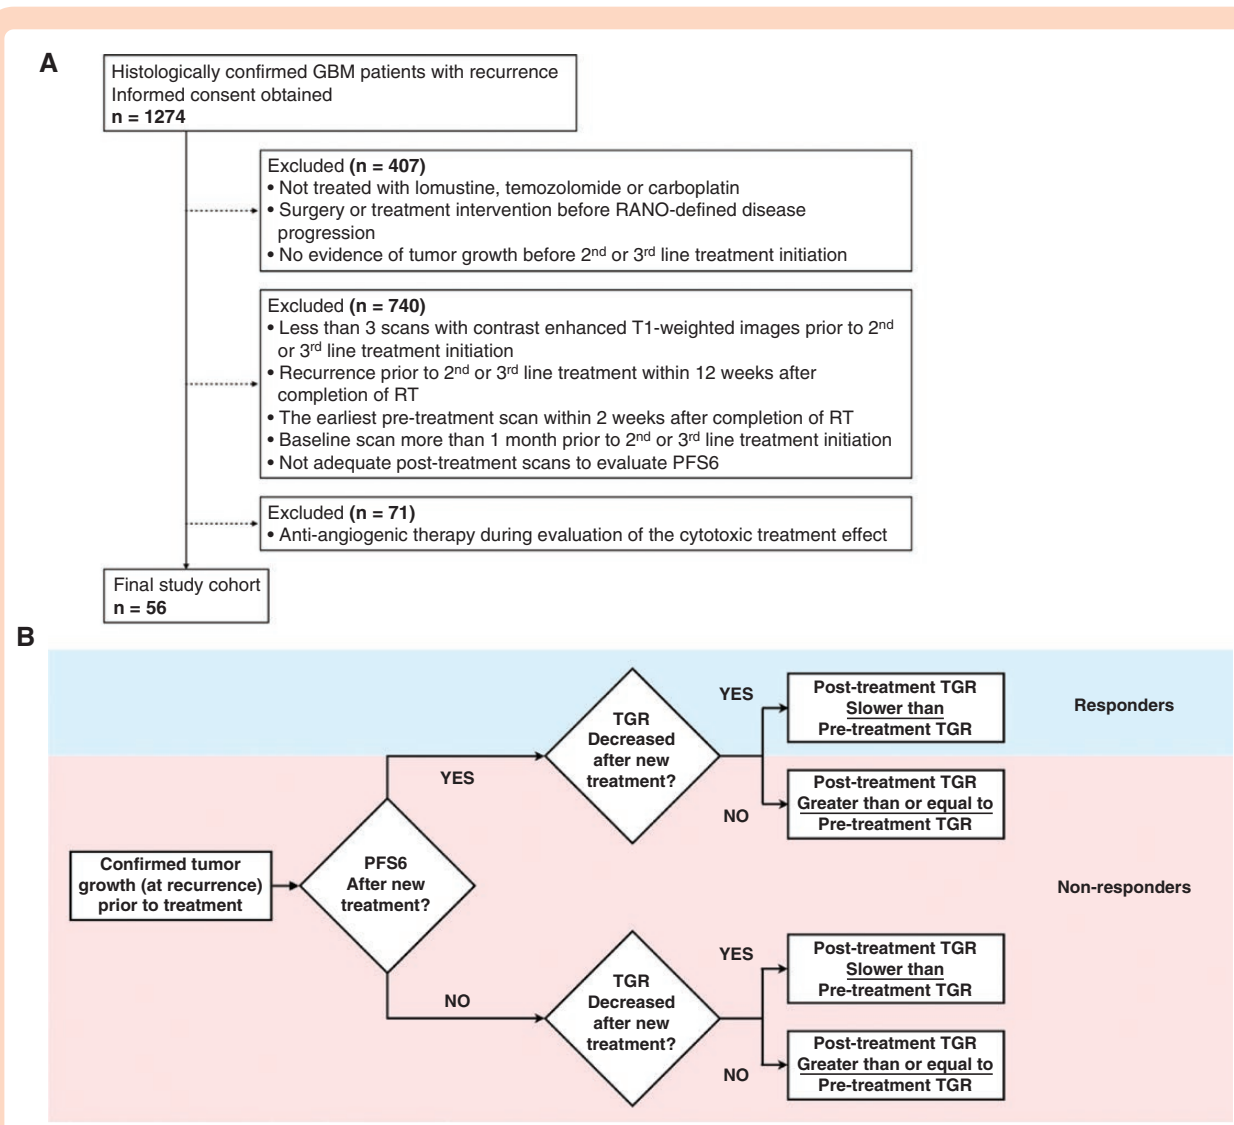 A
Histologically confirmed GBM patients with recurrence
Informed consent obtained
n = 1274
Excluded (n = 407)
• Not treated with lomustine, temozolomide or carboplatin
• Surgery or treatment intervention before RANO-defined disease
progression
• No evidence of tumor growth before 2nd or 3rd line treatment initiation
Excluded (n = 740)
• Less than 3 scans with contrast enhanced T1-weighted images prior to 2nd
or 3rd line treatment initiation
• Recurrence prior to 2nd or 3rd line treatment within 12 weeks after
completion of RT
• The earliest pre-treatment scan within 2 weeks after completion of RT
• Baseline scan more than 1 month prior to 2nd or 3rd line treatment initiation
• Not adequate post-treatment scans to evaluate PFS6
Excluded (n = 71)
• Anti-angiogenic therapy during evaluation of the cytotoxic treatment effect
Final study cohort
n = 56
B
Confirmed tumor
growth (at recurrence)
prior to treatment
PFS6
After new
treatment?
YES
TGR
Decreased
after new
treatment?
YES
Post-treatment TGR
Slower than
Pre-treatment TGR
Responders
NO
Post-treatment TGR
Greater than or equal to
Pre-treatment TGR
Non-responders
NO
TGR
Decreased
after new
treatment?
YES
Post-treatment TGR
Slower than
Pre-treatment TGR
NO
Post-treatment TGR
Greater than or equal to
Pre-treatment TGR